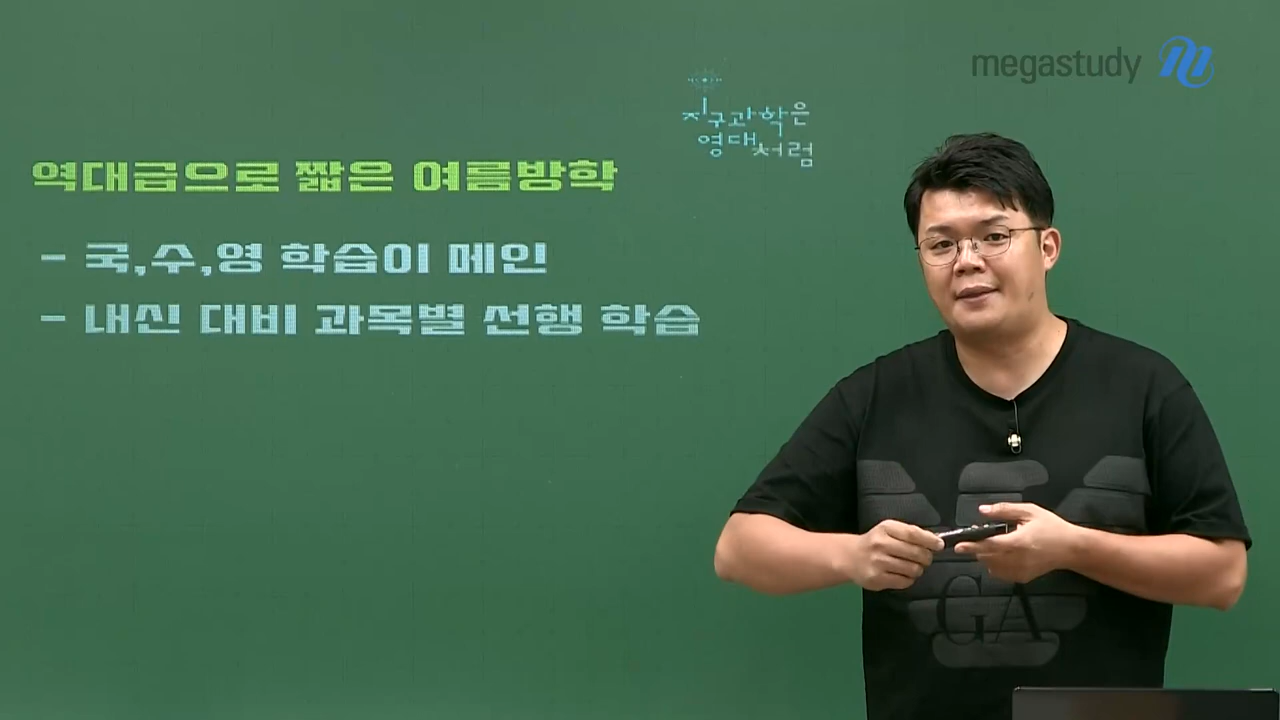 megastudy
지구과학은
영대처럼
역대급으로 짧은 여름방학
- 국,수,영 학습이 메인
- 내신 대비 과목별 선행 학습
GA